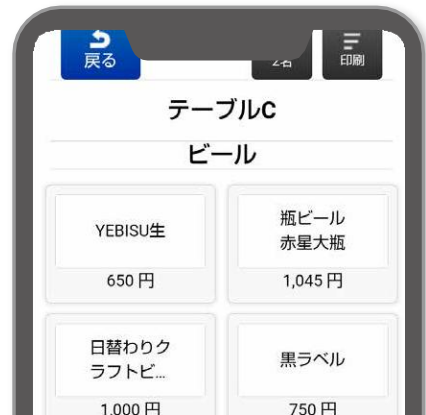 戻る
2名
印刷
テーブルC
ビール
YEBISU生
瓶ビール
赤星大瓶
650 円
1,045 円
日替わりク
ラフトビ...
黒ラベル
1,000 円
750 円